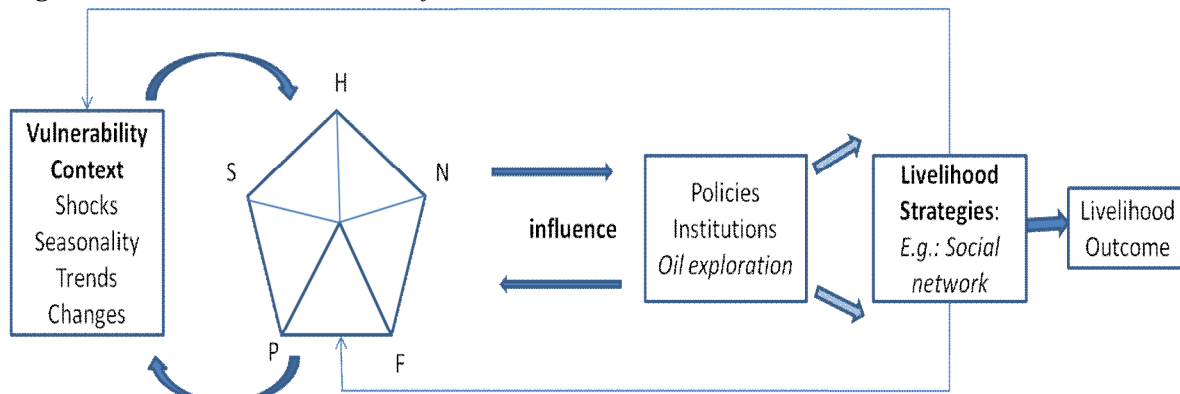 Vulnerability
Context
Shocks
Seasonality
Trends
Changes
H
S
N
P
F
influence
Policies
Institutions
Oil exploration
Livelihood
Strategies:
E.g.: Social
network
Livelihood
Outcome